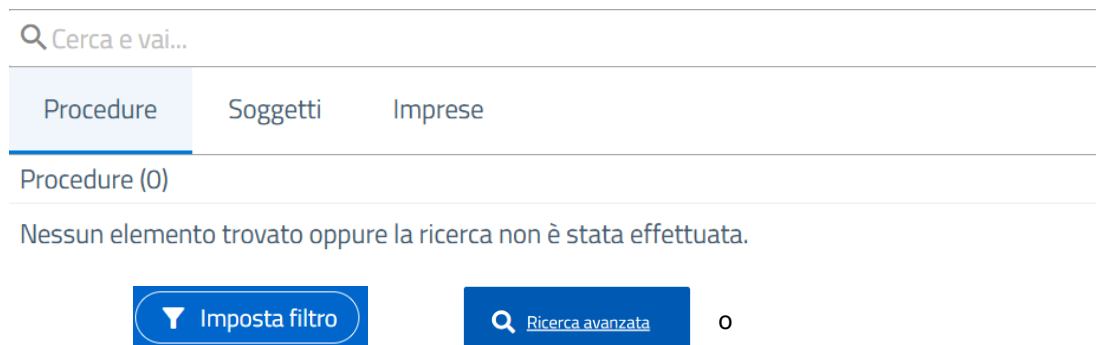 Cerca e vai...
Procedure Soggetti Imprese
Procedure (0)
Nessun elemento trovato oppure la ricerca non è stata effettuata.
Imposta filtro Ricerca avanzata o